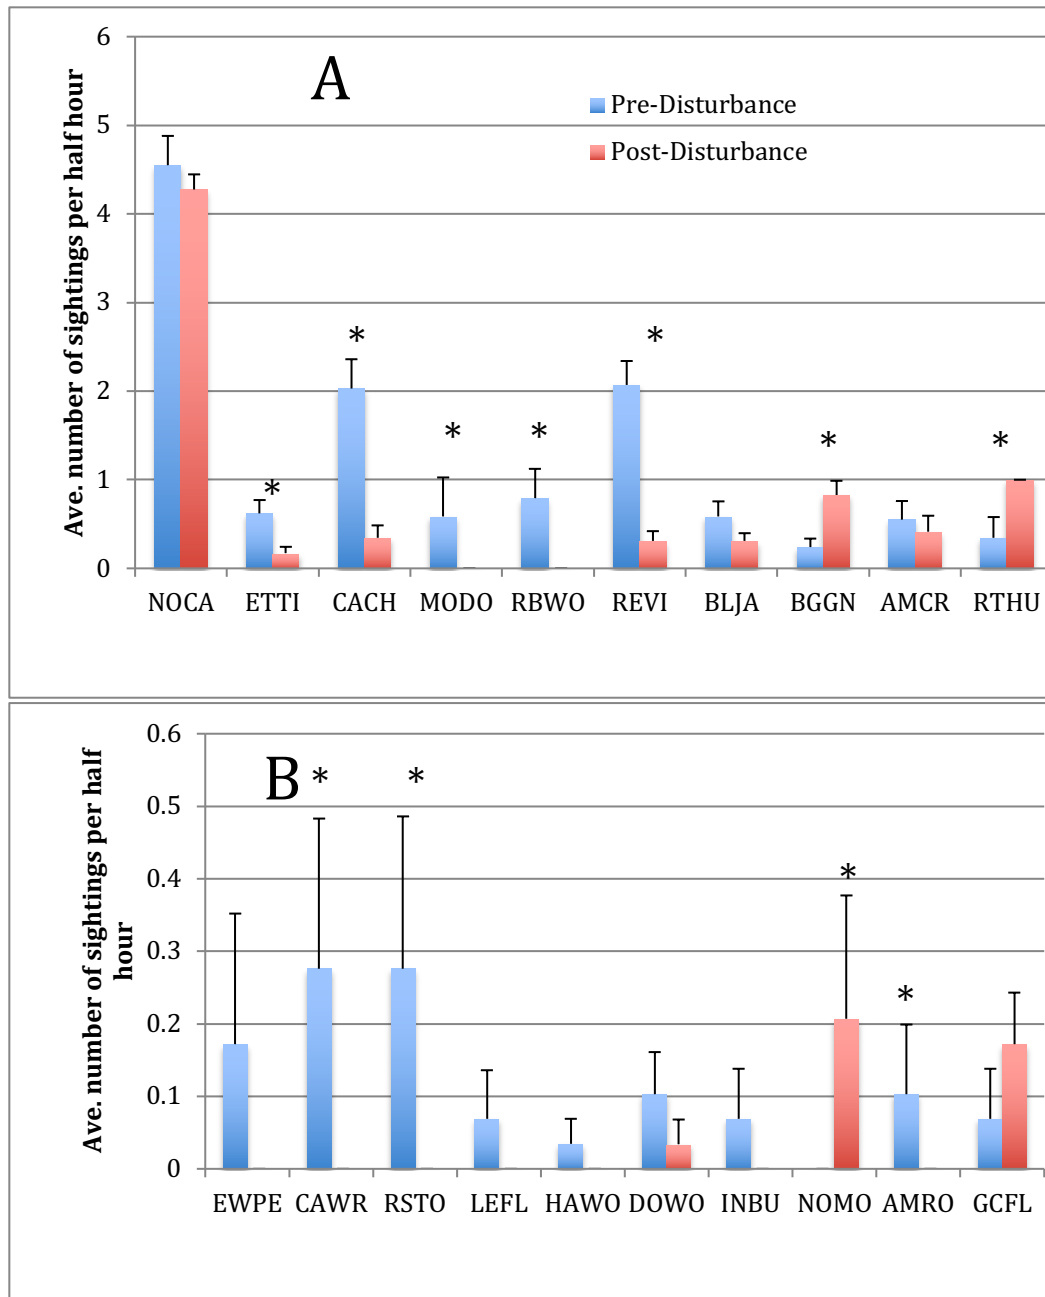 Ave. number of sightings per half hour
6
5
4
3
2
1
0
A
Pre-Disturbance
Post-Disturbance
*
*
*
*
*
*
*
NOCA ETTI CACH MODO RBWO REVI BLJA BGGN AMCR RTHU
Ave. number of sightings per half
hour
0.6
0.5
0.4
0.3
0.2
0.1
0
B
*
*
*
*
EWPE CAWR RSTO LEFL HAWO DOWO INBU NOMO AMRO GCFL